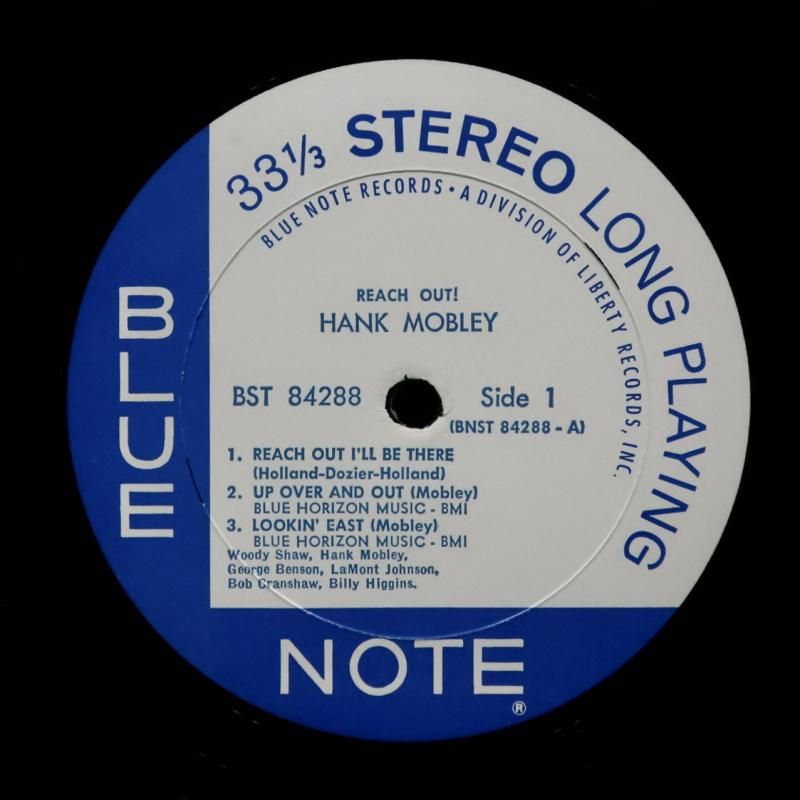 33⅓ STEREO LONG PLAYING
BLUE NOTE RECORDS • A DIVISION OF LIBERTY RECORDS, INC.
REACH OUT!
HANK MOBLEY
BST 84288 Side 1
(BNST 84288 - A)
1. REACH OUT I'LL BE THERE
(Holland-Dozier-Holland)
2. UP OVER AND OUT (Mobley)
BLUE HORIZON MUSIC - BMI
3. LOOKIN' EAST (Mobley)
BLUE HORIZON MUSIC - BMI
Woody Shaw, Hank Mobley,
George Benson, LaMont Johnson,
Bob Cranshaw, Billy Higgins.
BLUE
NOTE
®